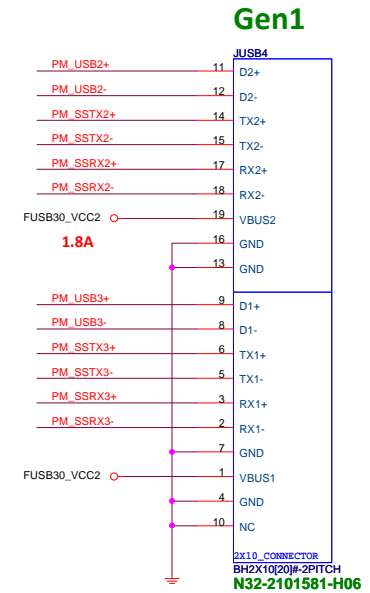 Gen1
JUSB4
PM_USB2+ 11 D2+
PM_USB2- 12 D2-
PM_SSTX2+ 14 TX2+
PM_SSTX2- 15 TX2-
PM_SSRX2+ 17 RX2+
PM_SSRX2- 18 RX2-
FUSB30_VCC2 19 VBUS2
1.8A 16 GND
13 GND
PM_USB3+ 9 D1+
PM_USB3- 8 D1-
PM_SSTX3+ 6 TX1+
PM_SSTX3- 5 TX1-
PM_SSRX3+ 3 RX1+
PM_SSRX3- 2 RX1-
7 GND
FUSB30_VCC2 1 VBUS1
4 GND
10 NC
2X10_CONNECTOR
BH2X10[20]#-2PITCH
N32-2101581-H06